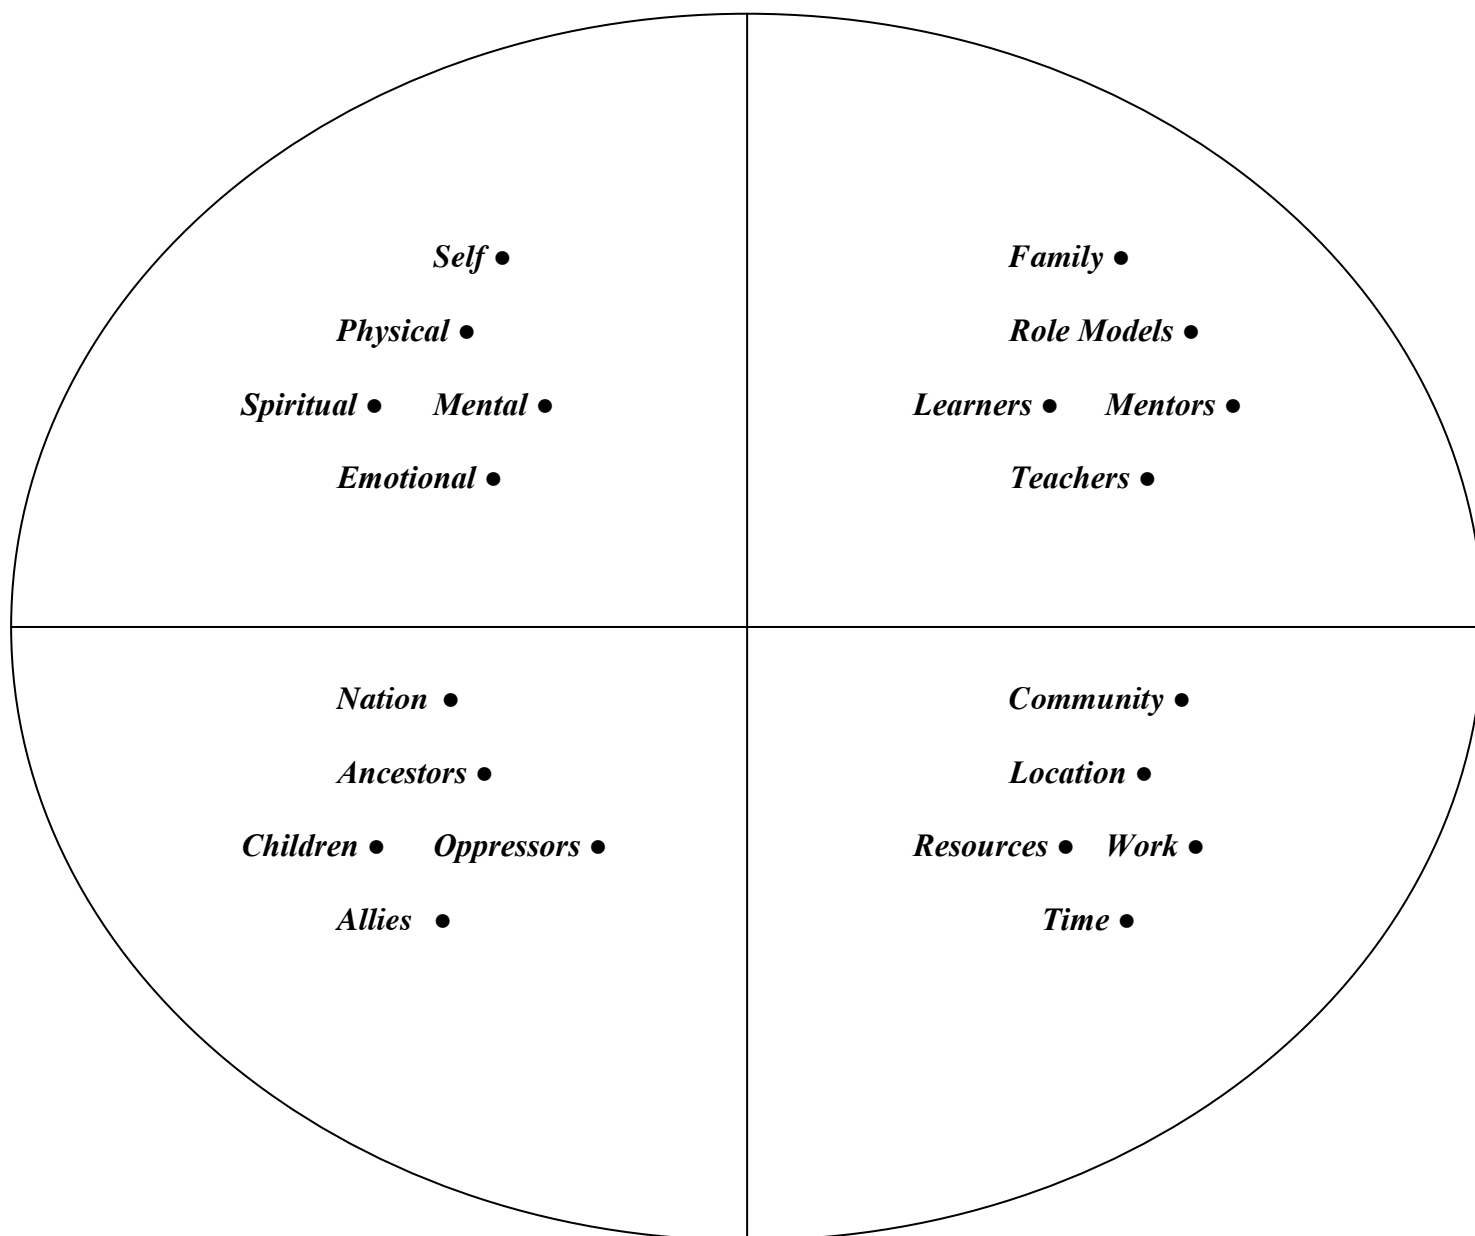 Self ●
Physical ●
Spiritual ● Mental ●
Emotional ●
Family ●
Role Models ●
Learners ● Mentors ●
Teachers ●
Nation ●
Ancestors ●
Children ● Oppressors ●
Allies ●
Community ●
Location ●
Resources ● Work ●
Time ●